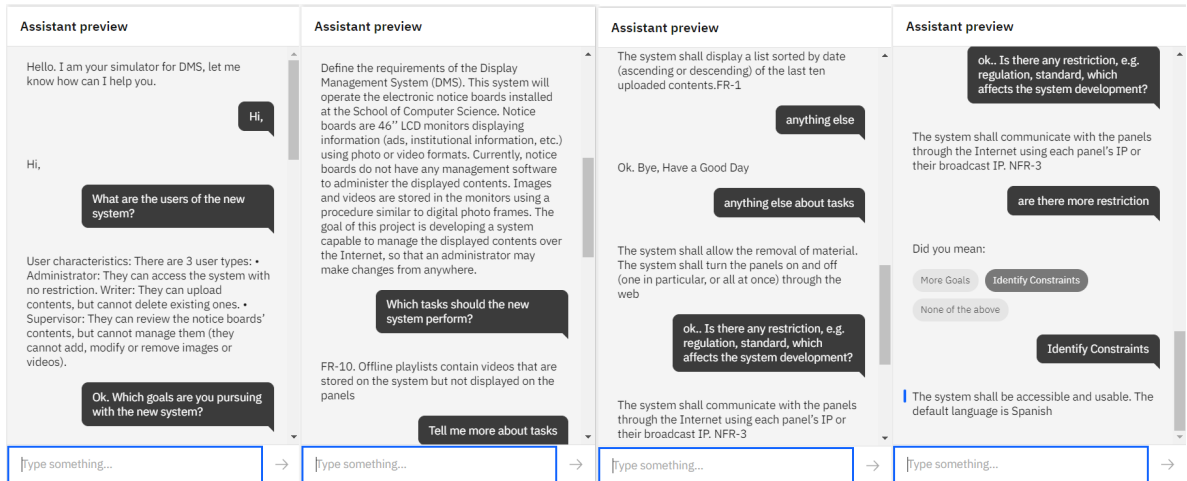 Assistant preview
Hello. I am your simulator for DMS, let me
know how can I help you.
Hi,
Hi,
What are the users of the new
system?
User characteristics: There are 3 user types: •
Administrator: They can access the system with
no restriction. Writer: They can upload
contents, but cannot delete existing ones. •
Supervisor: They can review the notice boards'
contents, but cannot manage them (they
cannot add, modify or remove images or
videos).
Ok. Which goals are you pursuing
with the new system?
Type something...
Assistant preview
Define the requirements of the Display
Management System (DMS). This system will
operate the electronic notice boards installed
at the School of Computer Science. Notice
boards are 46’’ LCD monitors displaying
information (ads, institutional information, etc.)
using photo or video formats. Currently, notice
boards do not have any management software
to administer the displayed contents. Images
and videos are stored in the monitors using a
procedure similar to digital photo frames. The
goal of this project is developing a system
capable to manage the displayed contents over
the Internet, so that an administrator may
make changes from anywhere.
Which tasks should the new
system perform?
FR-10. Offline playlists contain videos that are
stored on the system but not displayed on the
panels
Tell me more about tasks
Type something...
Assistant preview
The system shall display a list sorted by date
(ascending or descending) of the last ten
uploaded contents.FR-1
anything else
Ok. Bye, Have a Good Day
anything else about tasks
The system shall allow the removal of material.
The system shall turn the panels on and off
(one in particular, or all at once) through the
web
ok.. Is there any restriction, e.g.
regulation, standard, which
affects the system development?
The system shall communicate with the panels
through the Internet using each panel's IP or
their broadcast IP. NFR-3
Type something...
Assistant preview
ok.. Is there any restriction, e.g.
regulation, standard, which
affects the system development?
The system shall communicate with the panels
through the Internet using each panel's IP or
their broadcast IP. NFR-3
are there more restriction
Did you mean:
More Goals
Identify Constraints
None of the above
Identify Constraints
The system shall be accessible and usable. The
default language is Spanish
Type something...